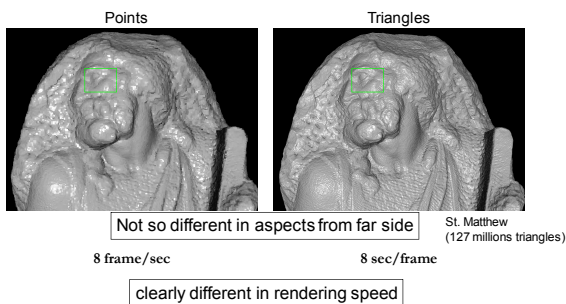 Points
Triangles
Not so different in aspects from far side
St. Matthew
(127 millions triangles)
8 frame/sec
8 sec/frame
clearly different in rendering speed